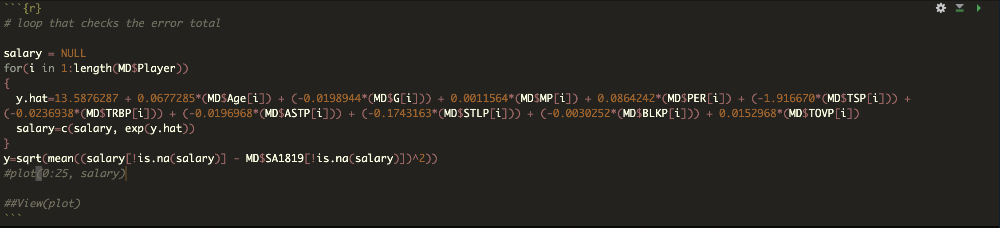 ```{r}
# loop that checks the error total
salary = NULL
for(i in 1:length(MD$Player))
{
y.hat=13.5876287 + 0.0677285*(MD$Age[i]) + (-0.0198944*(MD$G[i])) + 0.0011564*(MD$MP[i]) + 0.0864242*(MD$PER[i]) + (-1.916670*(MD$TSP[i])) +
(-0.0236938*(MD$TRBP[i])) + (-0.0196968*(MD$ASTP[i])) + (-0.1743163*(MD$STLP[i])) + (-0.0030252*(MD$BLKP[i])) + 0.0152968*(MD$TOVP[i])
salary=c(salary, exp(y.hat))
}
y=sqrt(mean((salary[!is.na(salary)] - MD$SA1819[!is.na(salary)])^2))
#plot(0:25, salary)
##View(plot)
```